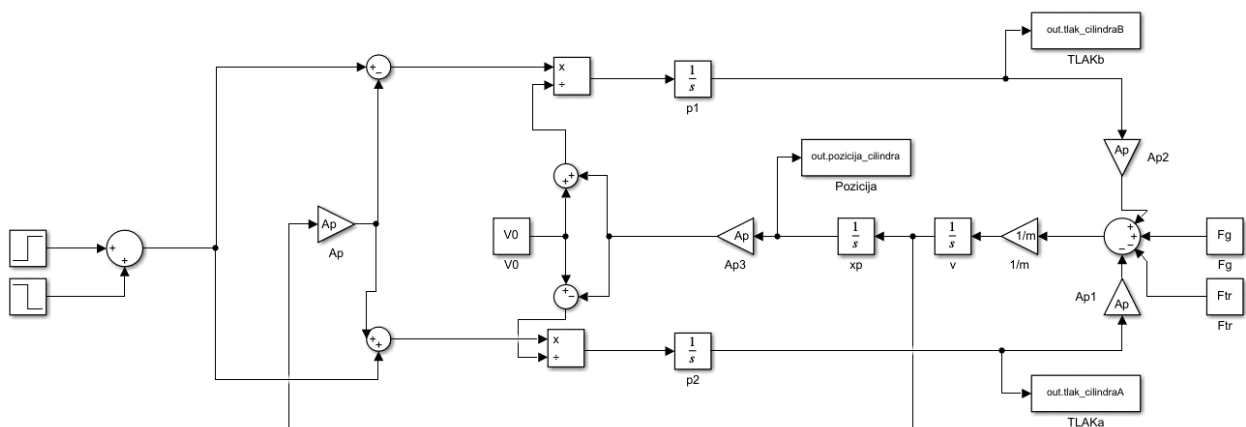 out.tlak_cilindraB
TLAKb
+
−
x
÷
1
s
p1
Ap
Ap2
out.pozicija_cilindra
Pozicija
+
+
Ap
Ap
V0
V0
Ap
Ap3
1
s
xp
1
s
v
1/m
1/m
+
+
−
−
Fg
Fg
Ftr
Ftr
+
+
+
−
Ap1
Ap
+
+
x
÷
1
s
p2
out.tlak_cilindraA
TLAKa